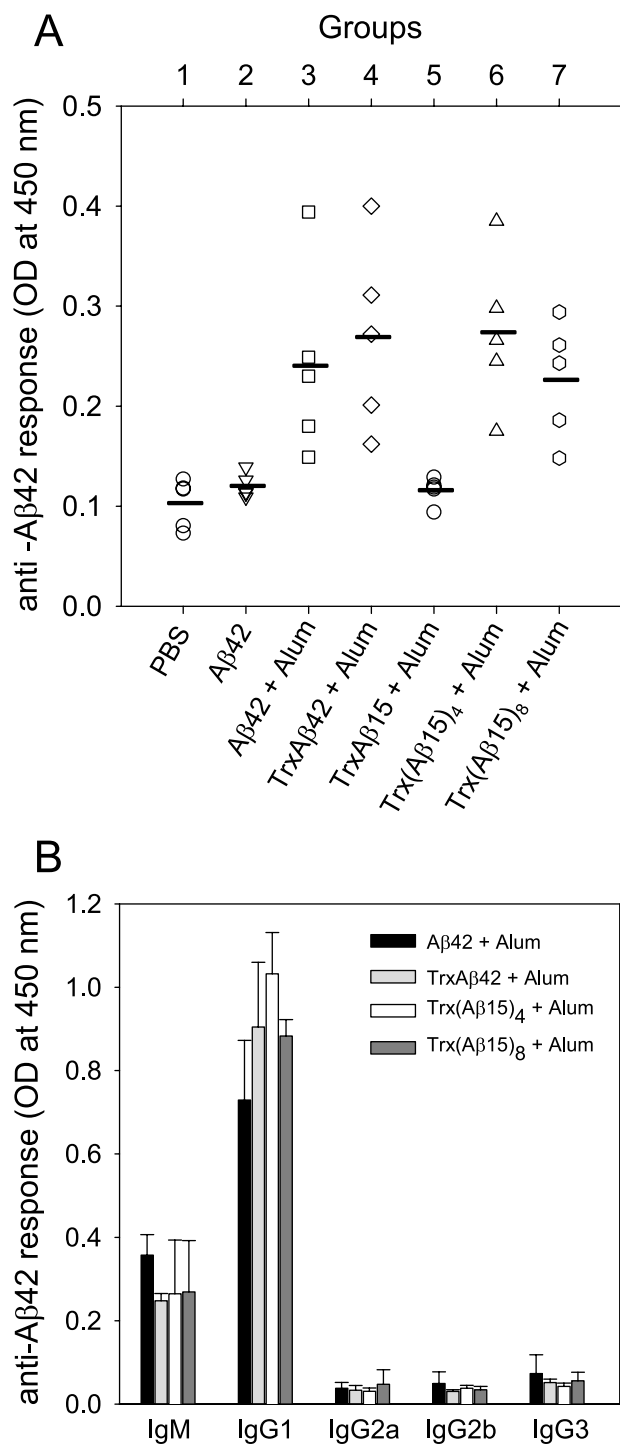 A
Groups
1 2 3 4 5 6 7
anti -Aβ42 response (OD at 450 nm)
0.5
0.4
0.3
0.2
0.1
0.0
PBS
Aβ42
Aβ42 + Alum
TrxAβ42 + Alum
TrxAβ15 + Alum
Trx(Aβ15)4 + Alum
Trx(Aβ15)8 + Alum
B
anti-Aβ42 response (OD at 450 nm)
1.2
1.0
0.8
0.6
0.4
0.2
0.0
Aβ42 + Alum
TrxAβ42 + Alum
Trx(Aβ15)4 + Alum
Trx(Aβ15)8 + Alum
IgM IgG1 IgG2a IgG2b IgG3